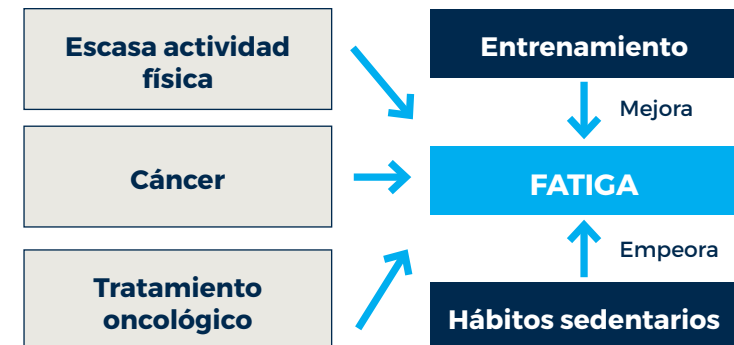 Escasa actividad
física
Cáncer
Tratamiento
oncológico
Entrenamiento
Mejora
FATIGA
Empeora
Hábitos sedentarios